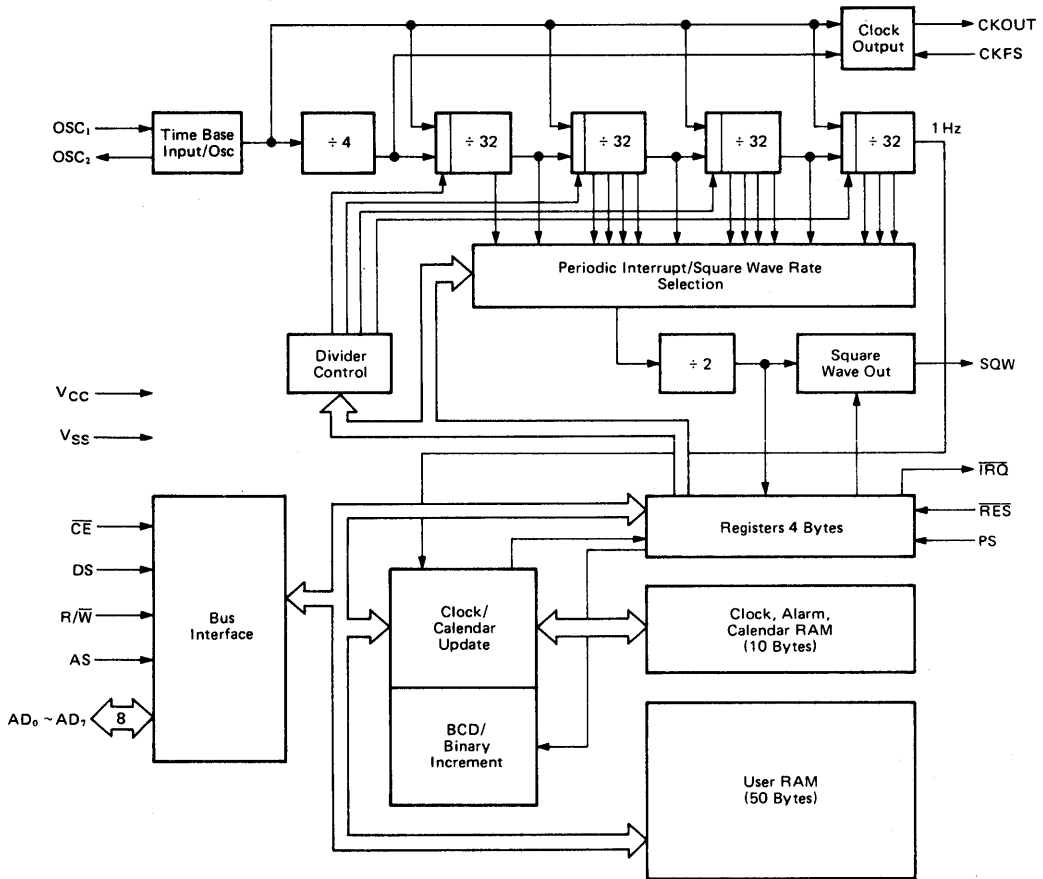 CKOUT
Clock
Output
CKFS
OSC₁
OSC₂
Time Base
Input/Osc
÷ 4
÷ 32
÷ 32
÷ 32
÷ 32
1 Hz
Periodic Interrupt/Square Wave Rate
Selection
Divider
Control
÷ 2
Square
Wave Out
SQW
V_CC
V_SS
I̅R̅Q̅
Registers 4 Bytes
R̅E̅S̅
PS
C̅E̅
DS
R/W̅
AS
AD₀ ~ AD₇
8
Bus
Interface
Clock/
Calendar
Update
Clock, Alarm,
Calendar RAM
(10 Bytes)
BCD/
Binary
Increment
User RAM
(50 Bytes)